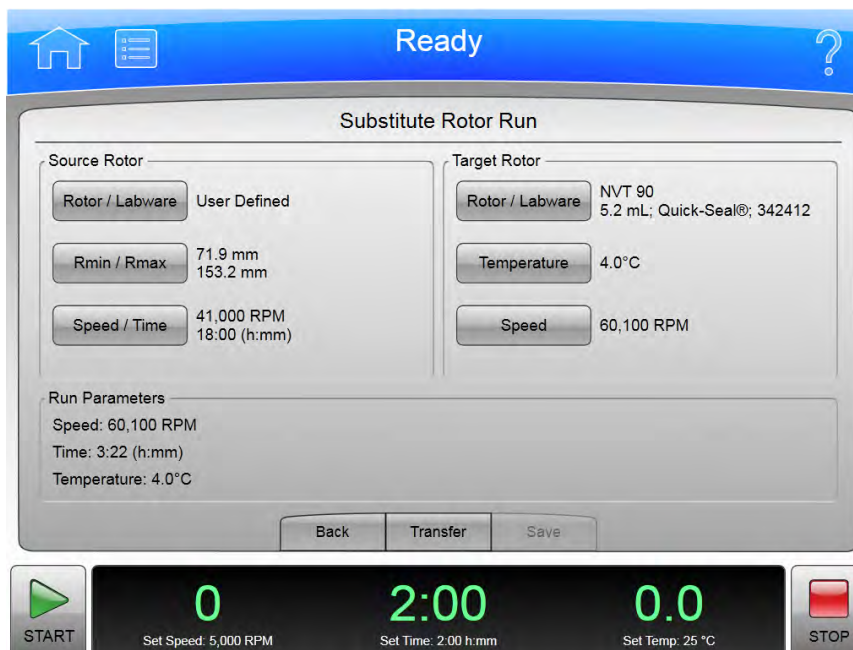 Ready
?
Substitute Rotor Run
Source Rotor
Rotor / Labware
User Defined
Rmin / Rmax
71.9 mm
153.2 mm
Speed / Time
41,000 RPM
18:00 (h:mm)
Target Rotor
Rotor / Labware
NVT 90
5.2 mL; Quick-Seal®; 342412
Temperature
4.0°C
Speed
60,100 RPM
Run Parameters
Speed: 60,100 RPM
Time: 3:22 (h:mm)
Temperature: 4.0°C
Back
Transfer
Save
START
0
Set Speed: 5,000 RPM
2:00
Set Time: 2:00 h:mm
0.0
Set Temp: 25 °C
STOP